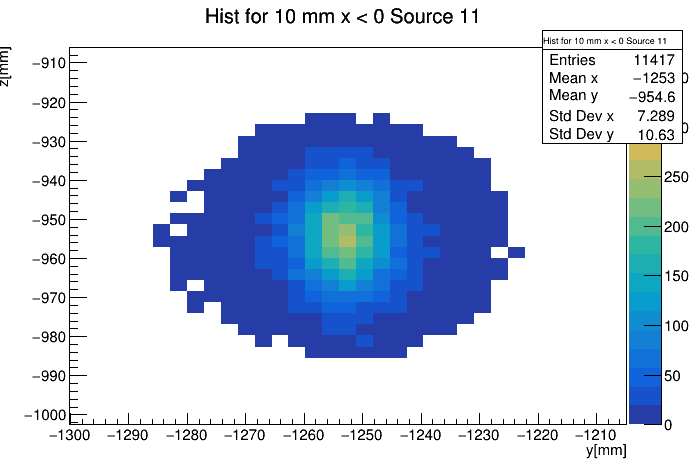 Hist for 10 mm x < 0 Source 11
Hist for 10 mm x < 0 Source 11
Entries 11417
Mean x −1253
Mean y −954.6
Std Dev x 7.289
Std Dev y 10.63
z[mm]
−910
−920
−930
−940
−950
−960
−970
−980
−990
−1000
−1300 −1290 −1280 −1270 −1260 −1250 −1240 −1230 −1220 −1210
y[mm]
250
200
150
100
50
0